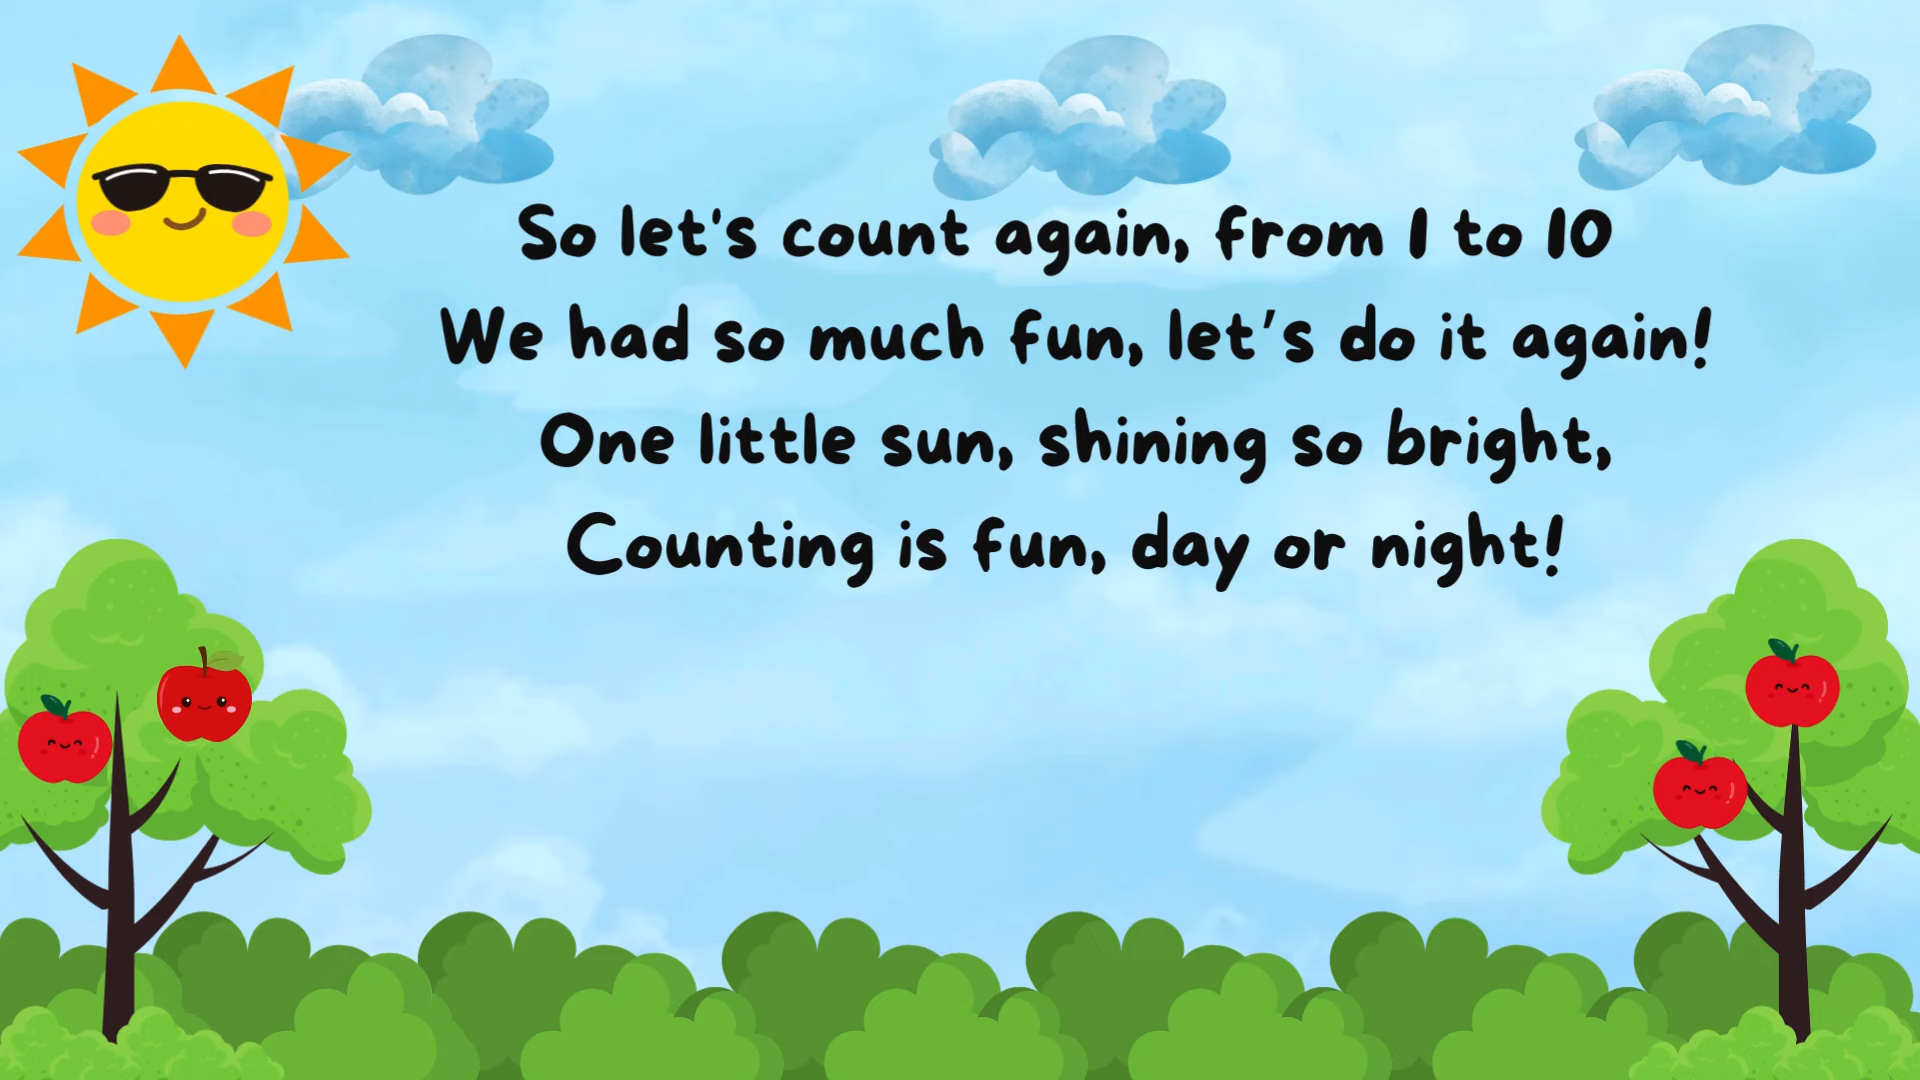 So let's count again, from 1 to 10
We had so much fun, let's do it again!
One little sun, shining so bright,
Counting is fun, day or night!